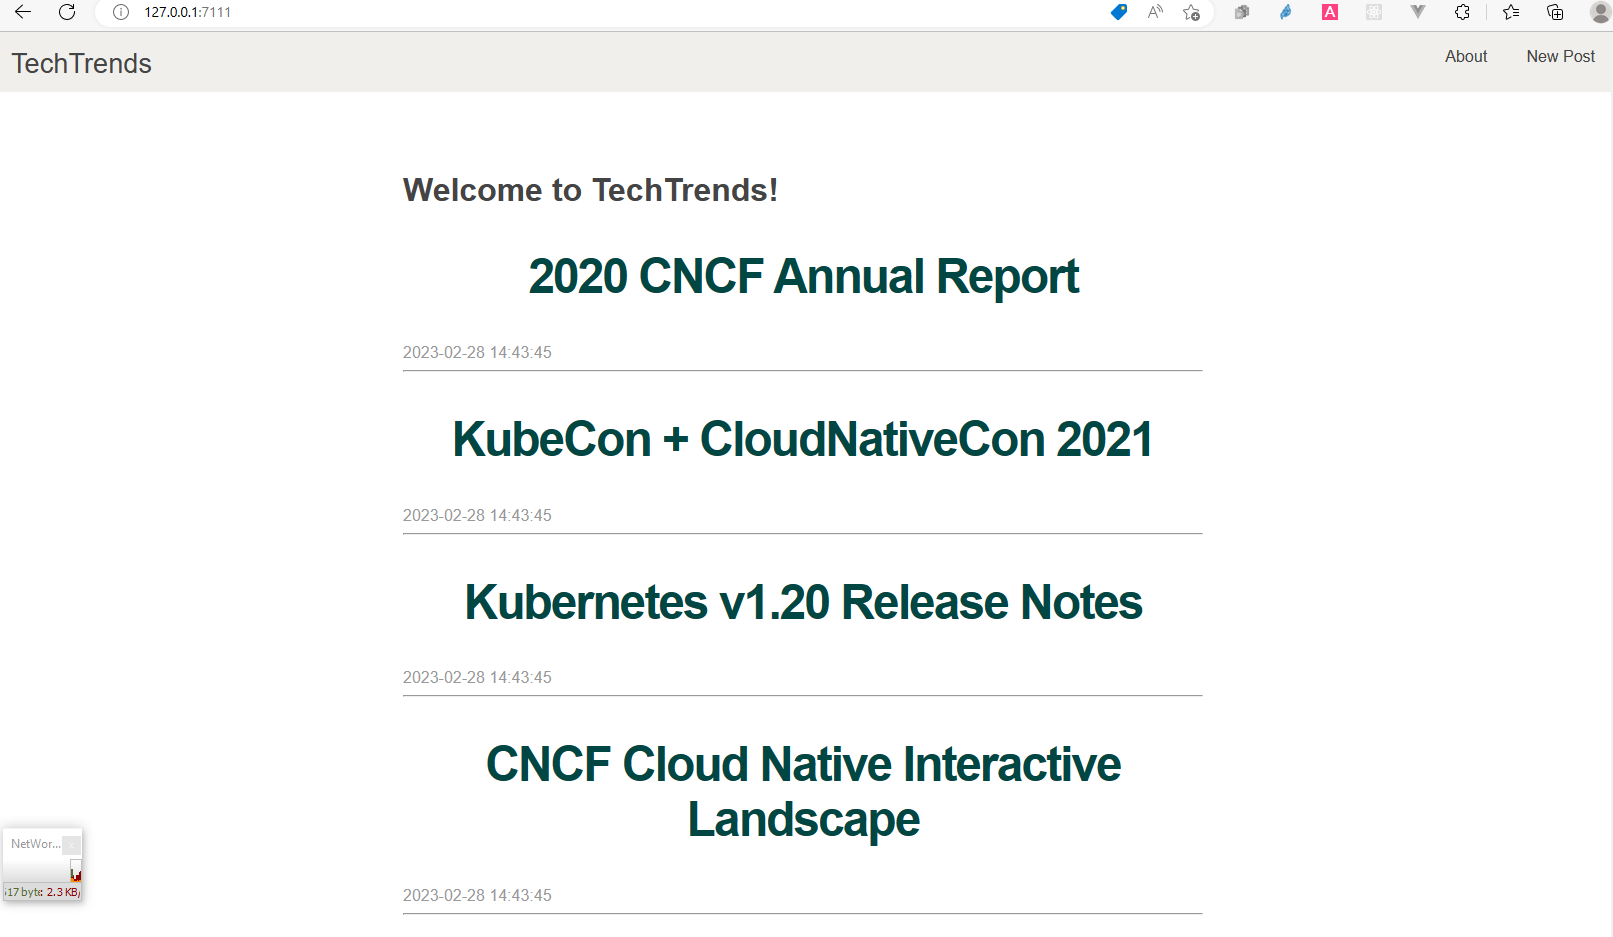 127.0.0.1:7111
TechTrends
About
New Post
Welcome to TechTrends!
2020 CNCF Annual Report
2023-02-28 14:43:45
KubeCon + CloudNativeCon 2021
2023-02-28 14:43:45
Kubernetes v1.20 Release Notes
2023-02-28 14:43:45
CNCF Cloud Native Interactive
Landscape
2023-02-28 14:43:45
NetWor...
2.3 KB/